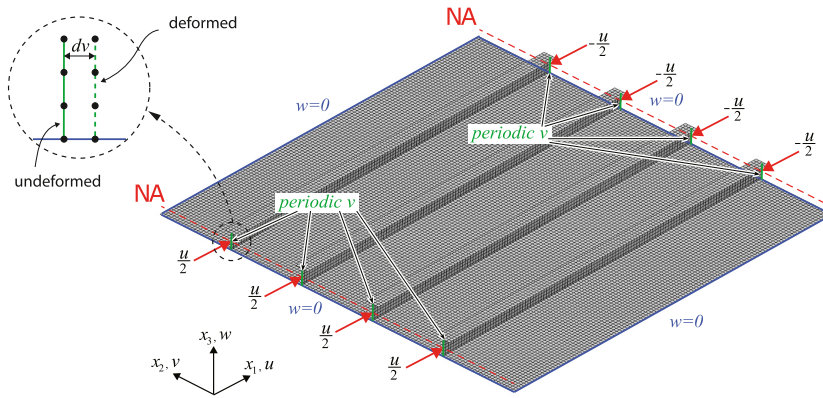 deformed
dv
undeformed
NA
-u/2
-u/2
-u/2
-u/2
w=0
w=0
periodic v
NA
periodic v
u/2
u/2
u/2
u/2
w=0
w=0
x₃, w
x₂, v
x₁, u